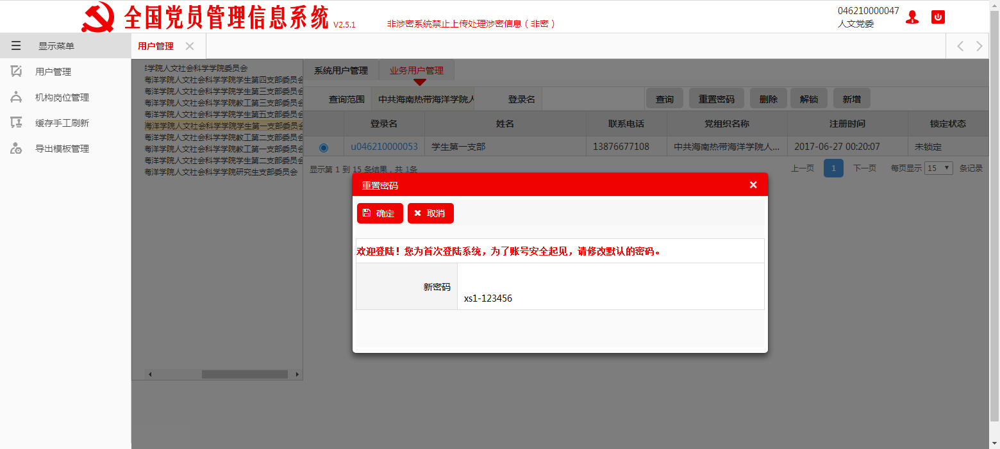 全国党员管理信息系统 V2.5.1
非涉密系统禁止上传处理涉密信息（非密）
046210000047
人文党委
显示菜单
用户管理
用户管理
机构岗位管理
缓存手工刷新
导出模板管理
学院人文社会科学学院委员会
海洋学院人文社会科学学院学生第四支部委员会
海洋学院人文社会科学学院学生第三支部委员会
海洋学院人文社会科学学院教工第三支部委员会
海洋学院人文社会科学学院学生第五支部委员会
海洋学院人文社会科学学院学生第一支部委员会
海洋学院人文社会科学学院教工第二支部委员会
海洋学院人文社会科学学院教工第一支部委员会
海洋学院人文社会科学学院学生第二支部委员会
海洋学院人文社会科学学院研究生支部委员会
系统用户管理 业务用户管理
查询范围 中共海南热带海洋学院人 登录名 查询 重置密码 删除 解锁 新增
登录名 姓名 联系电话 党组织名称 注册时间 锁定状态
u046210000053 学生第一支部 13876677108 中共海南热带海洋学院人... 2017-06-27 00:20:07 未锁定
显示第 1 到 15 条结果，共 1条
上一页 1 下一页 每页显示 15 条记录
重置密码
确定 取消
欢迎登陆！您为首次登陆系统，为了账号安全起见，请修改默认的密码。
新密码
xs1-123456